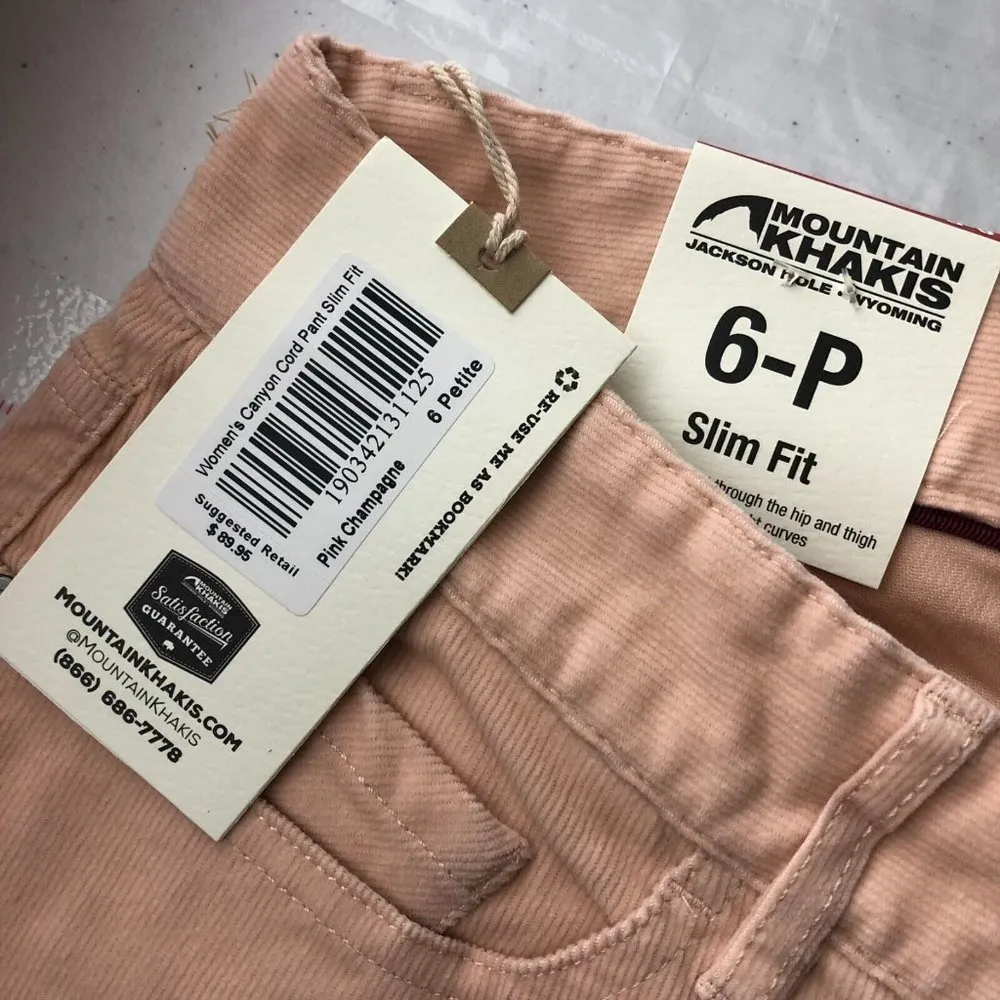 Women's Canyon Cord Pant Slim Fit
190342131125
6 Petite
Pink Champagne
Suggested Retail
$ 89.95
RE-USE ME AS BOOKMARK!
MOUNTAIN
KHAKIS
Satisfaction
GUARANTEE
MOUNTAINKHAKIS.COM
@MOUNTAINKHAKIS
(866) 686-7778
MOUNTAIN
KHAKIS
JACKSON HOLE • WYOMING
6-P
Slim Fit
through the hip and thigh
curves